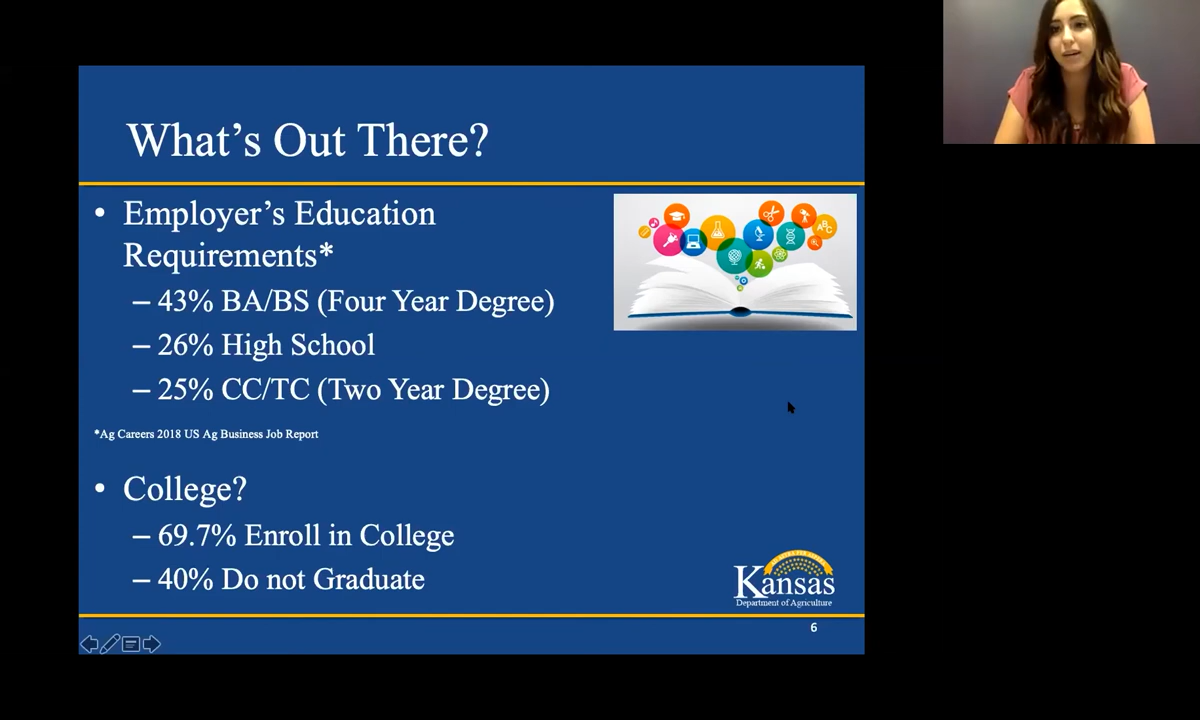 What's Out There?
• Employer's Education
Requirements*
– 43% BA/BS (Four Year Degree)
– 26% High School
– 25% CC/TC (Two Year Degree)
*Ag Careers 2018 US Ag Business Job Report
• College?
– 69.7% Enroll in College
– 40% Do not Graduate
ABC
Kansas
Department of Agriculture
6